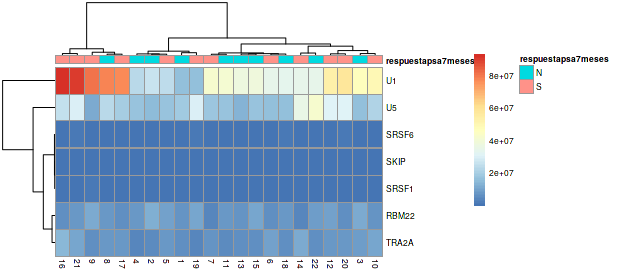 respuestapsa7meses
respuestapsa7meses
U1
U5
SRSF6
SKIP
SRSF1
RBM22
TRA2A
16 21 9 8 17 4 2 5 1 19 7 11 13 15 6 18 14 22 12 20 3 10
8e+07
6e+07
4e+07
2e+07
N
S